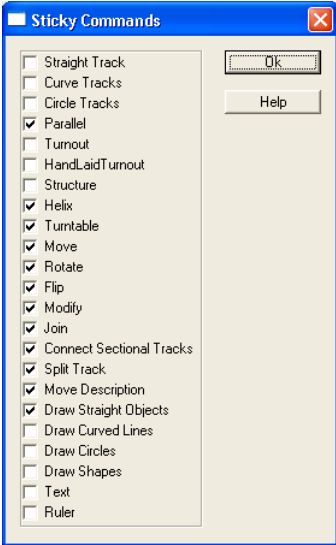 Sticky Commands
Straight Track
Curve Tracks
Circle Tracks
Parallel
Turnout
HandLaidTurnout
Structure
Helix
Turntable
Move
Rotate
Flip
Modify
Join
Connect Sectional Tracks
Split Track
Move Description
Draw Straight Objects
Draw Curved Lines
Draw Circles
Draw Shapes
Text
Ruler
Ok
Help